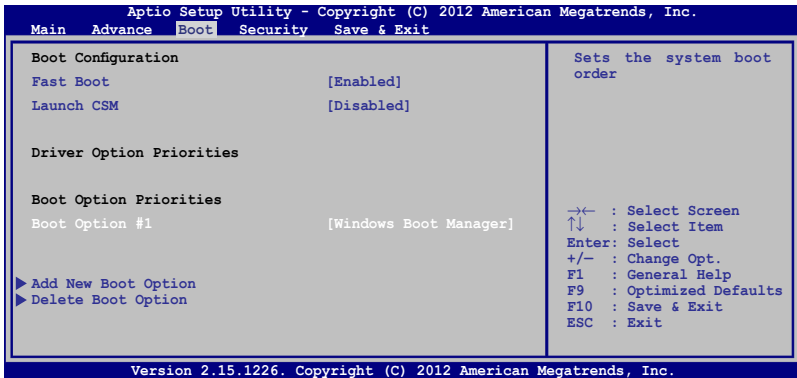 Aptio Setup Utility - Copyright (C) 2012 American Megatrends, Inc.
Main Advance Boot Security Save & Exit
Boot Configuration
Fast Boot [Enabled]
Launch CSM [Disabled]
Driver Option Priorities
Boot Option Priorities
Boot Option #1 [Windows Boot Manager]
Add New Boot Option
Delete Boot Option
Sets the system boot
order
→← : Select Screen
↑↓ : Select Item
Enter: Select
+/— : Change Opt.
F1 : General Help
F9 : Optimized Defaults
F10 : Save & Exit
ESC : Exit
Version 2.15.1226. Copyright (C) 2012 American Megatrends, Inc.